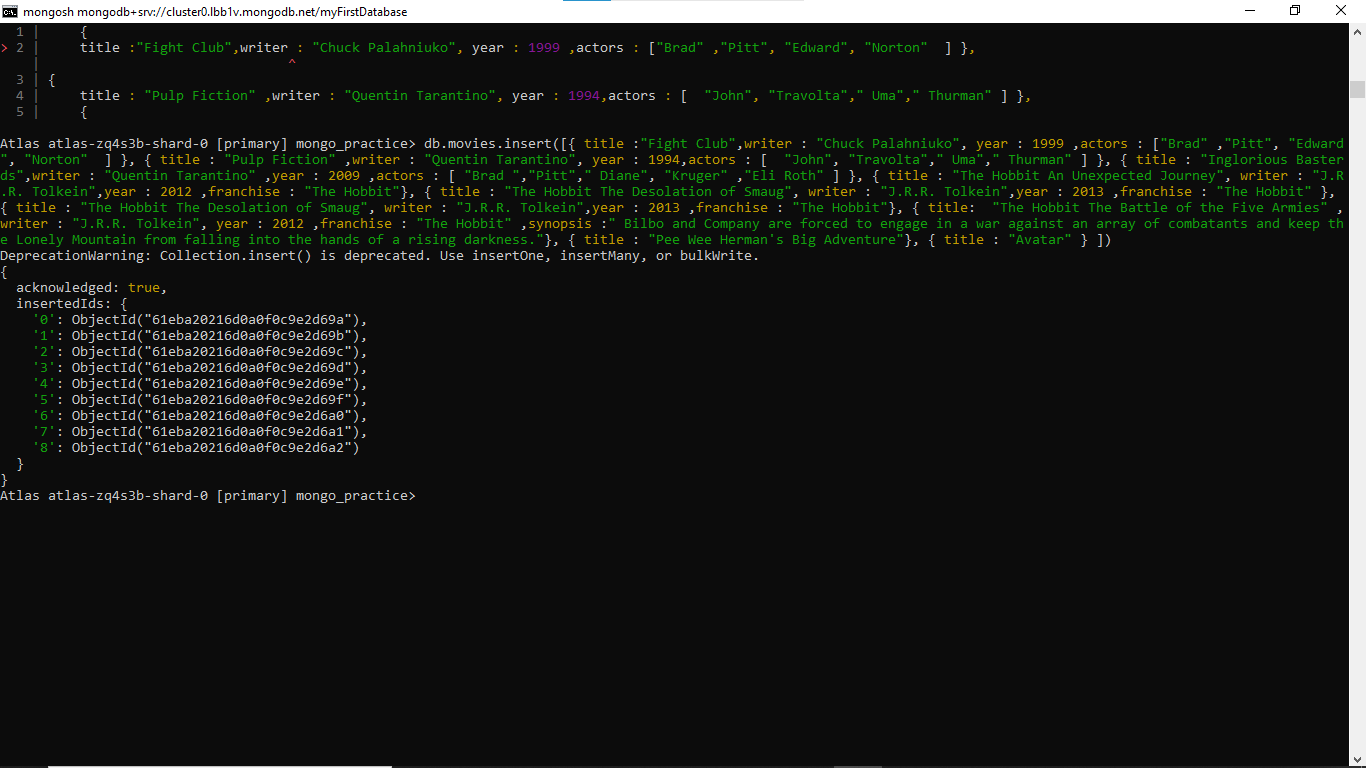 mongosh mongodb+srv://cluster0.lbb1v.mongodb.net/myFirstDatabase
1 |     {
> 2 |     title :"Fight Club",writer : "Chuck Palahniuko", year : 1999 ,actors : ["Brad" ,"Pitt", "Edward", "Norton"  ] },
|                               ^
3 | {
4 |     title : "Pulp Fiction" ,writer : "Quentin Tarantino", year : 1994,actors : [  "John", "Travolta"," Uma"," Thurman" ] },
5 |     {
Atlas atlas-zq4s3b-shard-0 [primary] mongo_practice> db.movies.insert([{ title :"Fight Club",writer : "Chuck Palahniuko", year : 1999 ,actors : ["Brad" ,"Pitt", "Edward
", "Norton"  ] }, { title : "Pulp Fiction" ,writer : "Quentin Tarantino", year : 1994,actors : [  "John", "Travolta"," Uma"," Thurman" ] }, { title : "Inglorious Baster
ds",writer : "Quentin Tarantino" ,year : 2009 ,actors : [ "Brad ","Pitt"," Diane", "Kruger" ,"Eli Roth" ] }, { title : "The Hobbit An Unexpected Journey", writer : "J.R
.R. Tolkein",year : 2012 ,franchise : "The Hobbit"}, { title : "The Hobbit The Desolation of Smaug", writer : "J.R.R. Tolkein",year : 2013 ,franchise : "The Hobbit" },
{ title : "The Hobbit The Desolation of Smaug", writer : "J.R.R. Tolkein",year : 2013 ,franchise : "The Hobbit"}, { title:  "The Hobbit The Battle of the Five Armies" ,
writer : "J.R.R. Tolkein", year : 2012 ,franchise : "The Hobbit" ,synopsis :" Bilbo and Company are forced to engage in a war against an array of combatants and keep th
e Lonely Mountain from falling into the hands of a rising darkness."}, { title : "Pee Wee Herman's Big Adventure"}, { title : "Avatar" } ])
DeprecationWarning: Collection.insert() is deprecated. Use insertOne, insertMany, or bulkWrite.
{
  acknowledged: true,
  insertedIds: {
    '0': ObjectId("61eba20216d0a0f0c9e2d69a"),
    '1': ObjectId("61eba20216d0a0f0c9e2d69b"),
    '2': ObjectId("61eba20216d0a0f0c9e2d69c"),
    '3': ObjectId("61eba20216d0a0f0c9e2d69d"),
    '4': ObjectId("61eba20216d0a0f0c9e2d69e"),
    '5': ObjectId("61eba20216d0a0f0c9e2d69f"),
    '6': ObjectId("61eba20216d0a0f0c9e2d6a0"),
    '7': ObjectId("61eba20216d0a0f0c9e2d6a1"),
    '8': ObjectId("61eba20216d0a0f0c9e2d6a2")
  }
}
Atlas atlas-zq4s3b-shard-0 [primary] mongo_practice>